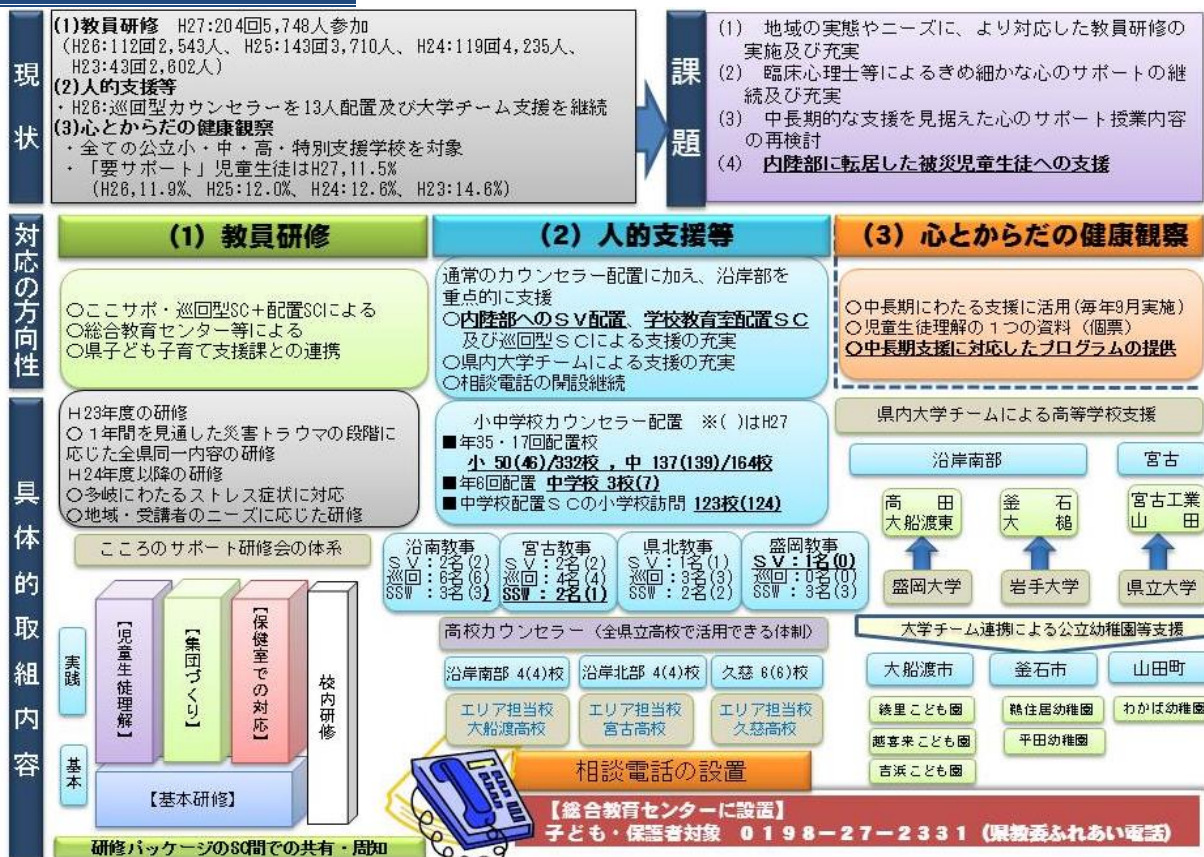 現状
(1)教員研修 H27:204回5,748人参加
(H26:112回2,543人、H25:143回3,710人、H24:119回4,235人、
H23:43回2,602人)
(2)人的支援等
・H26:巡回型カウンセラーを13人配置及び大学チーム支援を継続
(3)心とからだの健康観察
・全ての公立小・中・高・特別支援学校を対象
・「要サポート」児童生徒はH27,11.5%
(H26,11.9%、H25:12.0%、H24:12.6%、H23:14.6%)
課題
(1) 地域の実態やニーズに、より対応した教員研修の
実施及び充実
(2) 臨床心理士等によるきめ細かな心のサポートの継
続及び充実
(3) 中長期的な支援を見据えた心のサポート授業内容
の再検討
(4) 内陸部に転居した被災児童生徒への支援
対応の方向性
(1) 教員研修
○ここサポ・巡回型SC+配置SCによる
○総合教育センター等による
○県子ども子育て支援課との連携
(2) 人的支援等
通常のカウンセラー配置に加え、沿岸部を
重点的に支援
○内陸部へのSV配置、学校教育室配置SC
及び巡回型SCによる支援の充実
○県内大学チームによる支援の充実
○相談電話の開設継続
(3) 心とからだの健康観察
○中長期にわたる支援に活用(毎年9月実施)
○児童生徒理解の1つの資料(個票)
○中長期支援に対応したプログラムの提供
具体的取組内容
H23年度の研修
○1年間を見通した災害トラウマの段階に
応じた全県同一内容の研修
H24年度以降の研修
○多岐にわたるストレス症状に対応
○地域・受講者のニーズに応じた研修
こころのサポート研修会の体系
実践
基本
【児童生徒理解】
【集団づくり】
【保健室での対応】
校内研修
【基本研修】
研修パッケージのSC間での共有・周知
小中学校カウンセラー配置 ※( )はH27
■年35・17回配置校
小 50(46)/332校 , 中 137(139)/164校
■年6回配置 中学校 3校(7)
■中学校配置SCの小学校訪問 123校(124)
沿南教事
SV:2名(2)
巡回:6名(6)
SSW:3名(3)
宮古教事
SV:2名(2)
巡回:4名(4)
SSW:2名(1)
県北教事
SV:1名(1)
巡回:3名(3)
SSW:2名(2)
盛岡教事
SV:1名(0)
巡回:0名(0)
SSW:3名(3)
高校カウンセラー(全県立高校で活用できる体制)
沿岸南部 4(4)校
沿岸北部 4(4)校
久慈 6(6)校
エリア担当校
大船渡高校
エリア担当校
宮古高校
エリア担当校
久慈高校
相談電話の設置
【総合教育センターに設置】
子ども・保護者対象 0198-27-2331 (県教委ふれあい電話)
県内大学チームによる高等学校支援
沿岸南部
宮古
高田
大船渡東
釜石
大槌
宮古工業
山田
盛岡大学
岩手大学
県立大学
大学チーム連携による公立幼稚園等支援
大船渡市
釜石市
山田町
綾里こども園
鵜住居幼稚園
わかば幼稚園
越喜来こども園
平田幼稚園
吉浜こども園